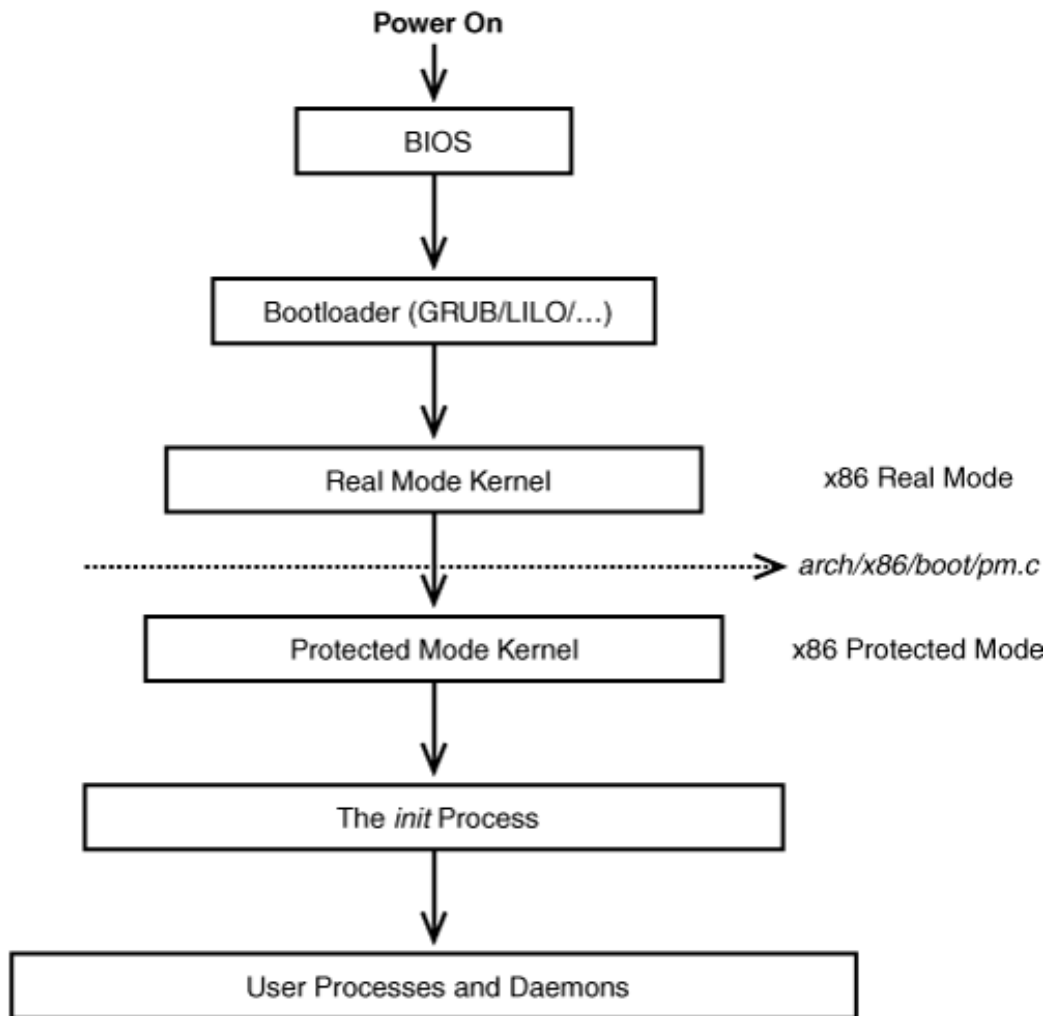 Power On
BIOS
Bootloader (GRUB/LILO/…)
Real Mode Kernel
x86 Real Mode
arch/x86/boot/pm.c
Protected Mode Kernel
x86 Protected Mode
The init Process
User Processes and Daemons